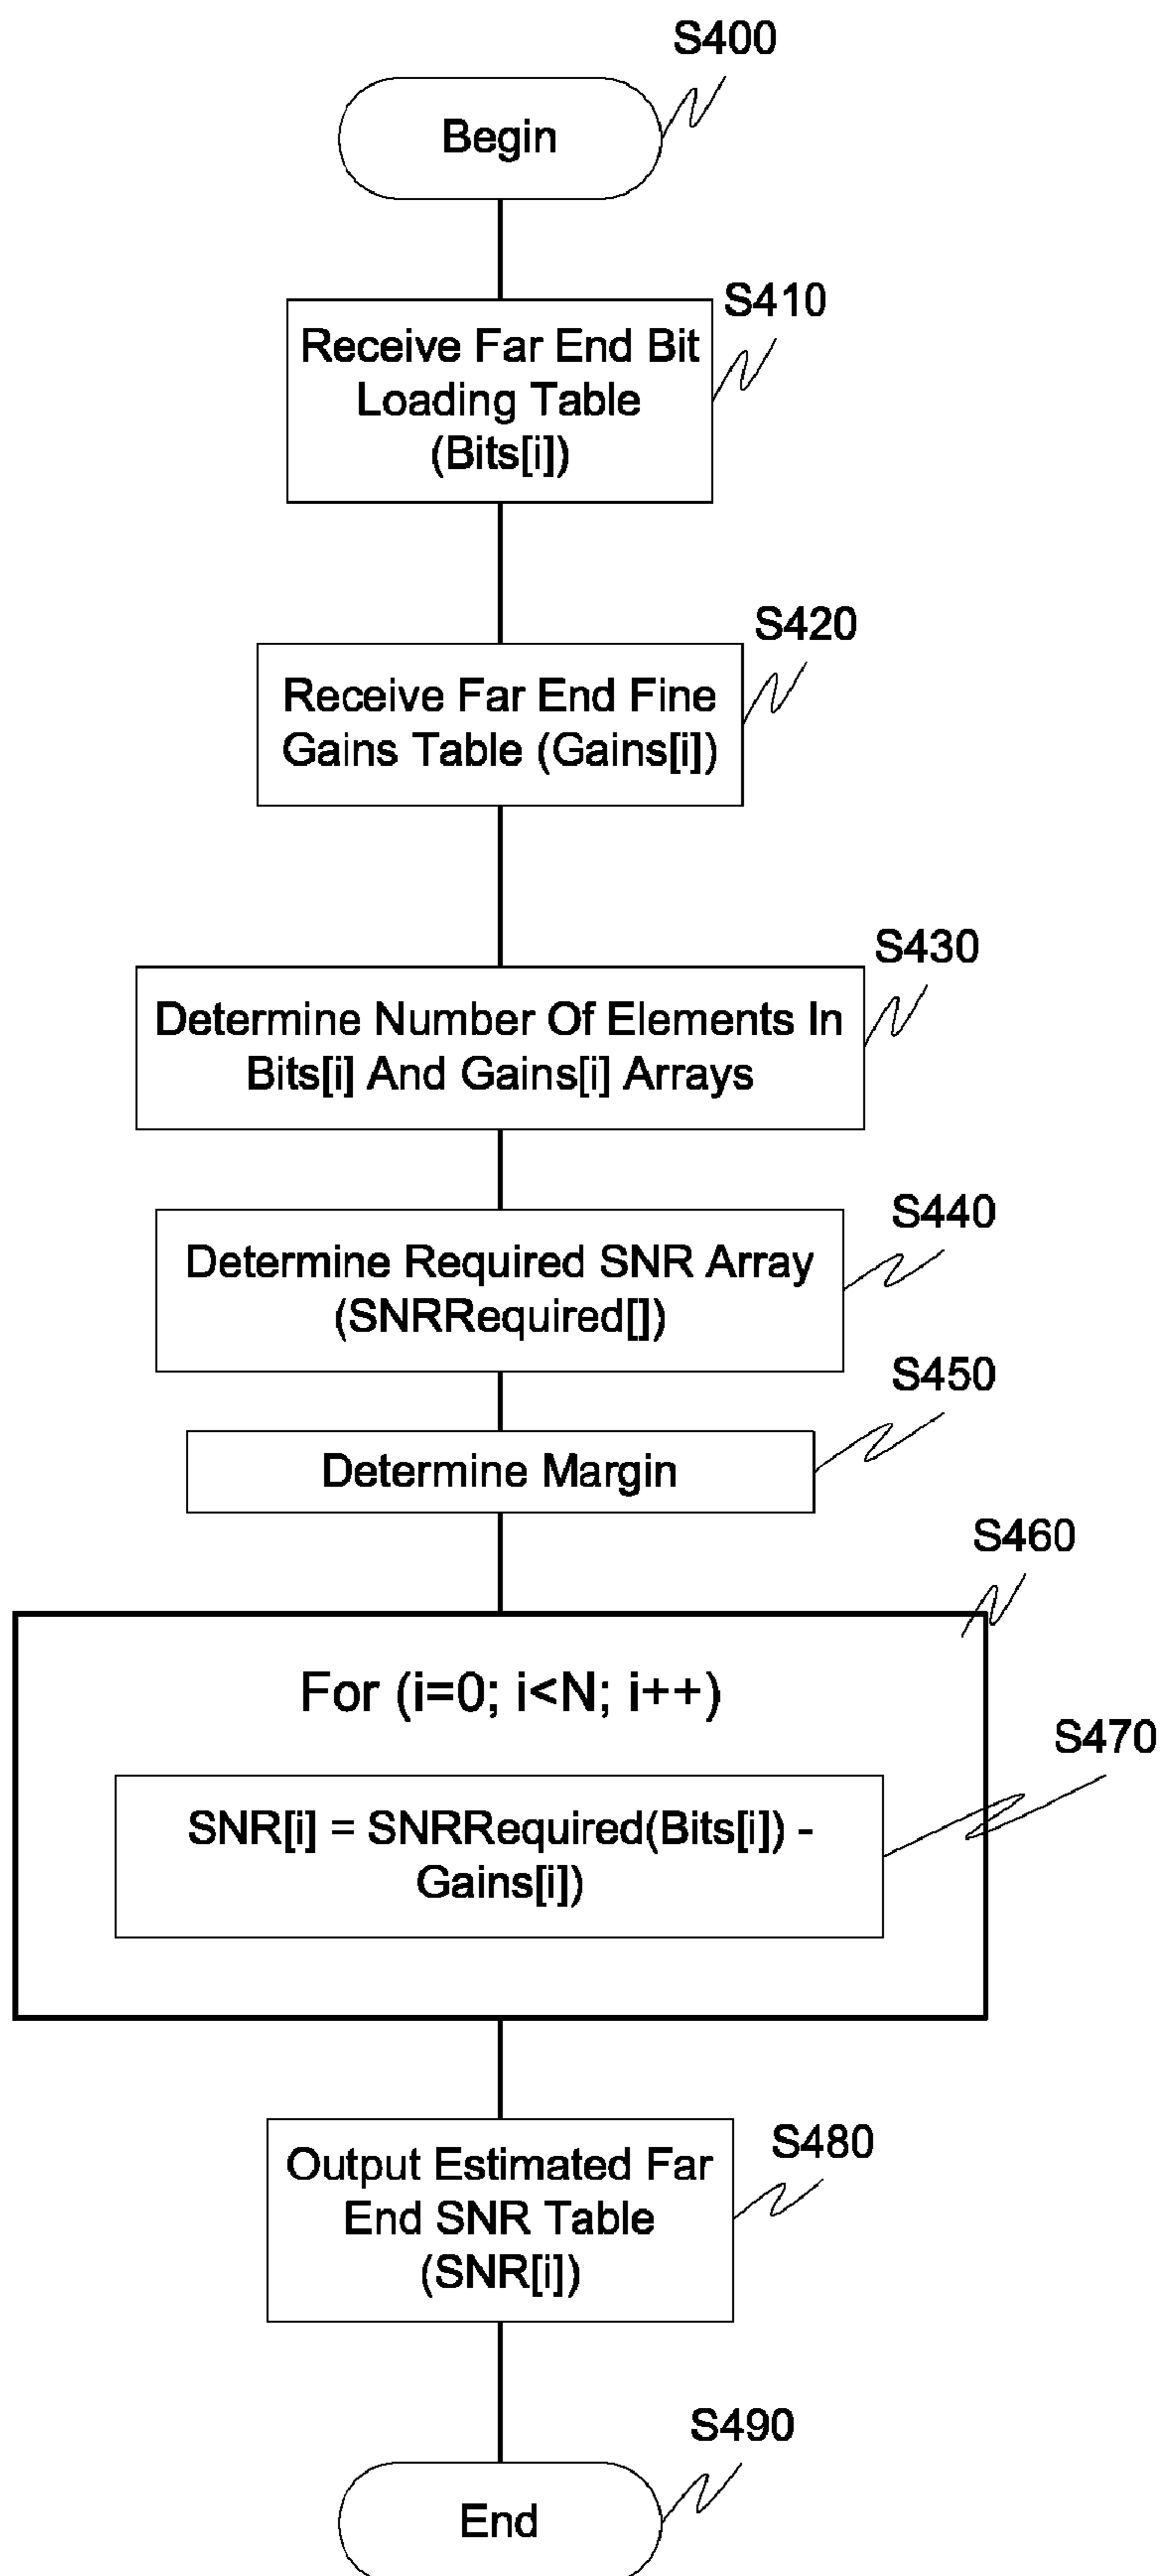 S400
Begin
S410
Receive Far End Bit
Loading Table
(Bits[i])
S420
Receive Far End Fine
Gains Table (Gains[i])
S430
Determine Number Of Elements In
Bits[i] And Gains[i] Arrays
S440
Determine Required SNR Array
(SNRRequired[])
S450
Determine Margin
S460
For (i=0; i<N; i++)
S470
SNR[i] = SNRRequired(Bits[i]) -
Gains[i])
S480
Output Estimated Far
End SNR Table
(SNR[i])
S490
End